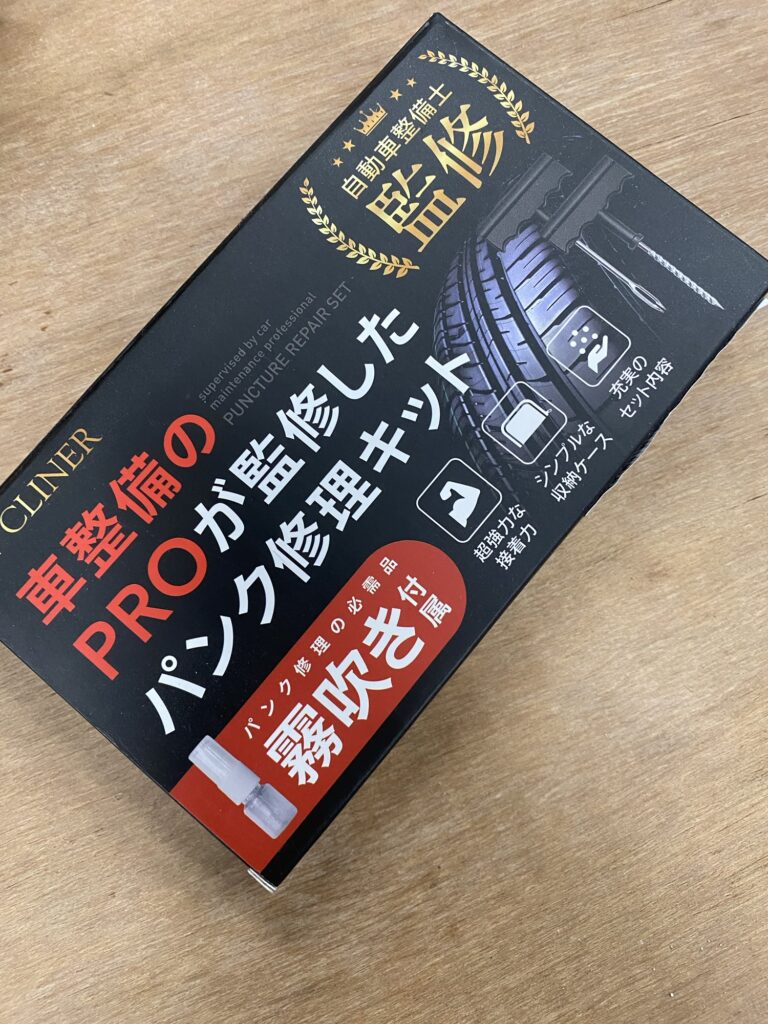 自動車整備士
監修
CLINER
supervised by car
maintenance professional
PUNCTURE REPAIR SET
車整備の
PROが監修した
パンク修理キット
超強力な
接着力
シンプルな
収納ケース
充実の
セット内容
パンク修理の必需品
霧吹き付属